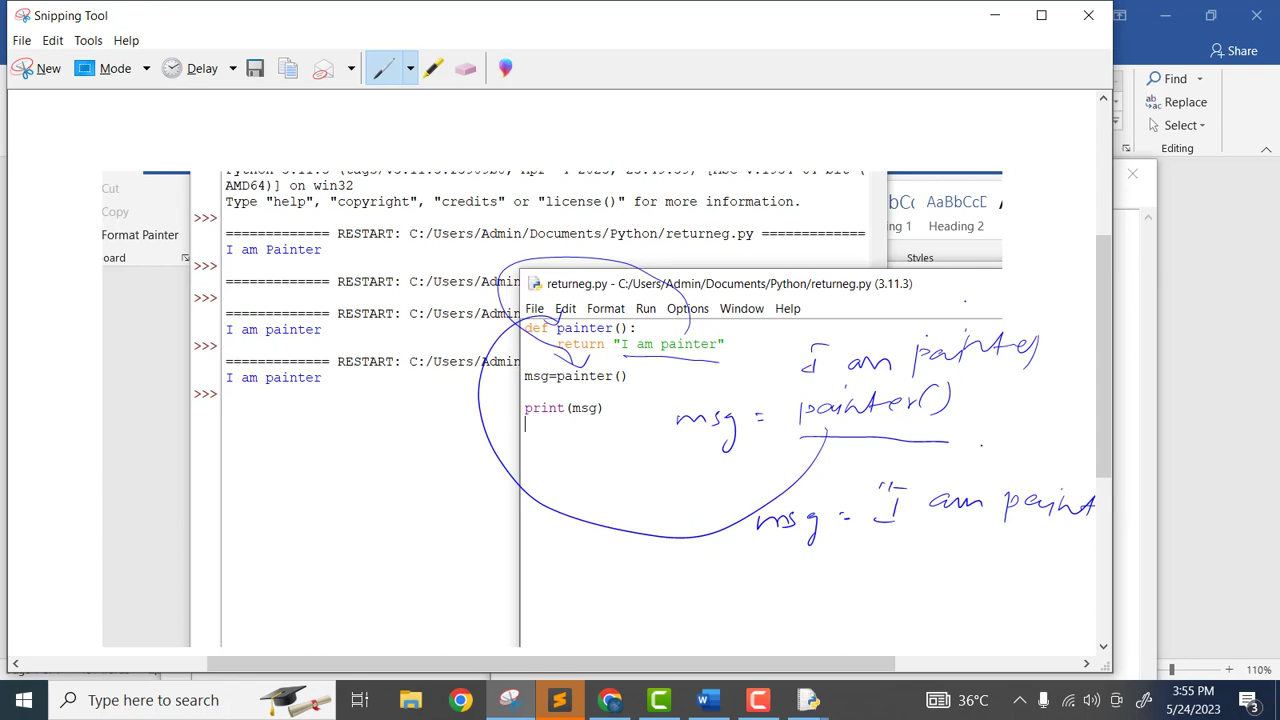 Snipping Tool
Share
File Edit Tools Help
New Mode Delay
Find
Replace
Select
Editing
Cut
Copy
Format Painter
oard
AMD64)] on win32
Type "help", "copyright", "credits" or "license()" for more information.
>>>
============= RESTART: C:/Users/Admin/Documents/Python/returneg.py =============
I am Painter
>>>
============= RESTART: C:/Users/Admin
>>>
============= RESTART: C:/Users/Admin
I am painter
>>>
============= RESTART: C:/Users/Admin
I am painter
>>>
AaBbCcD
ng 1 Heading 2
Styles
returneg.py - C:/Users/Admin/Documents/Python/returneg.py (3.11.3)
File Edit Format Run Options Window Help
def painter():
return "I am painter"
msg=painter()
print(msg)
I am painter
msg = painter()
msg = "I am paint
110%
Type here to search
36°C
3:55 PM
5/24/2023
3